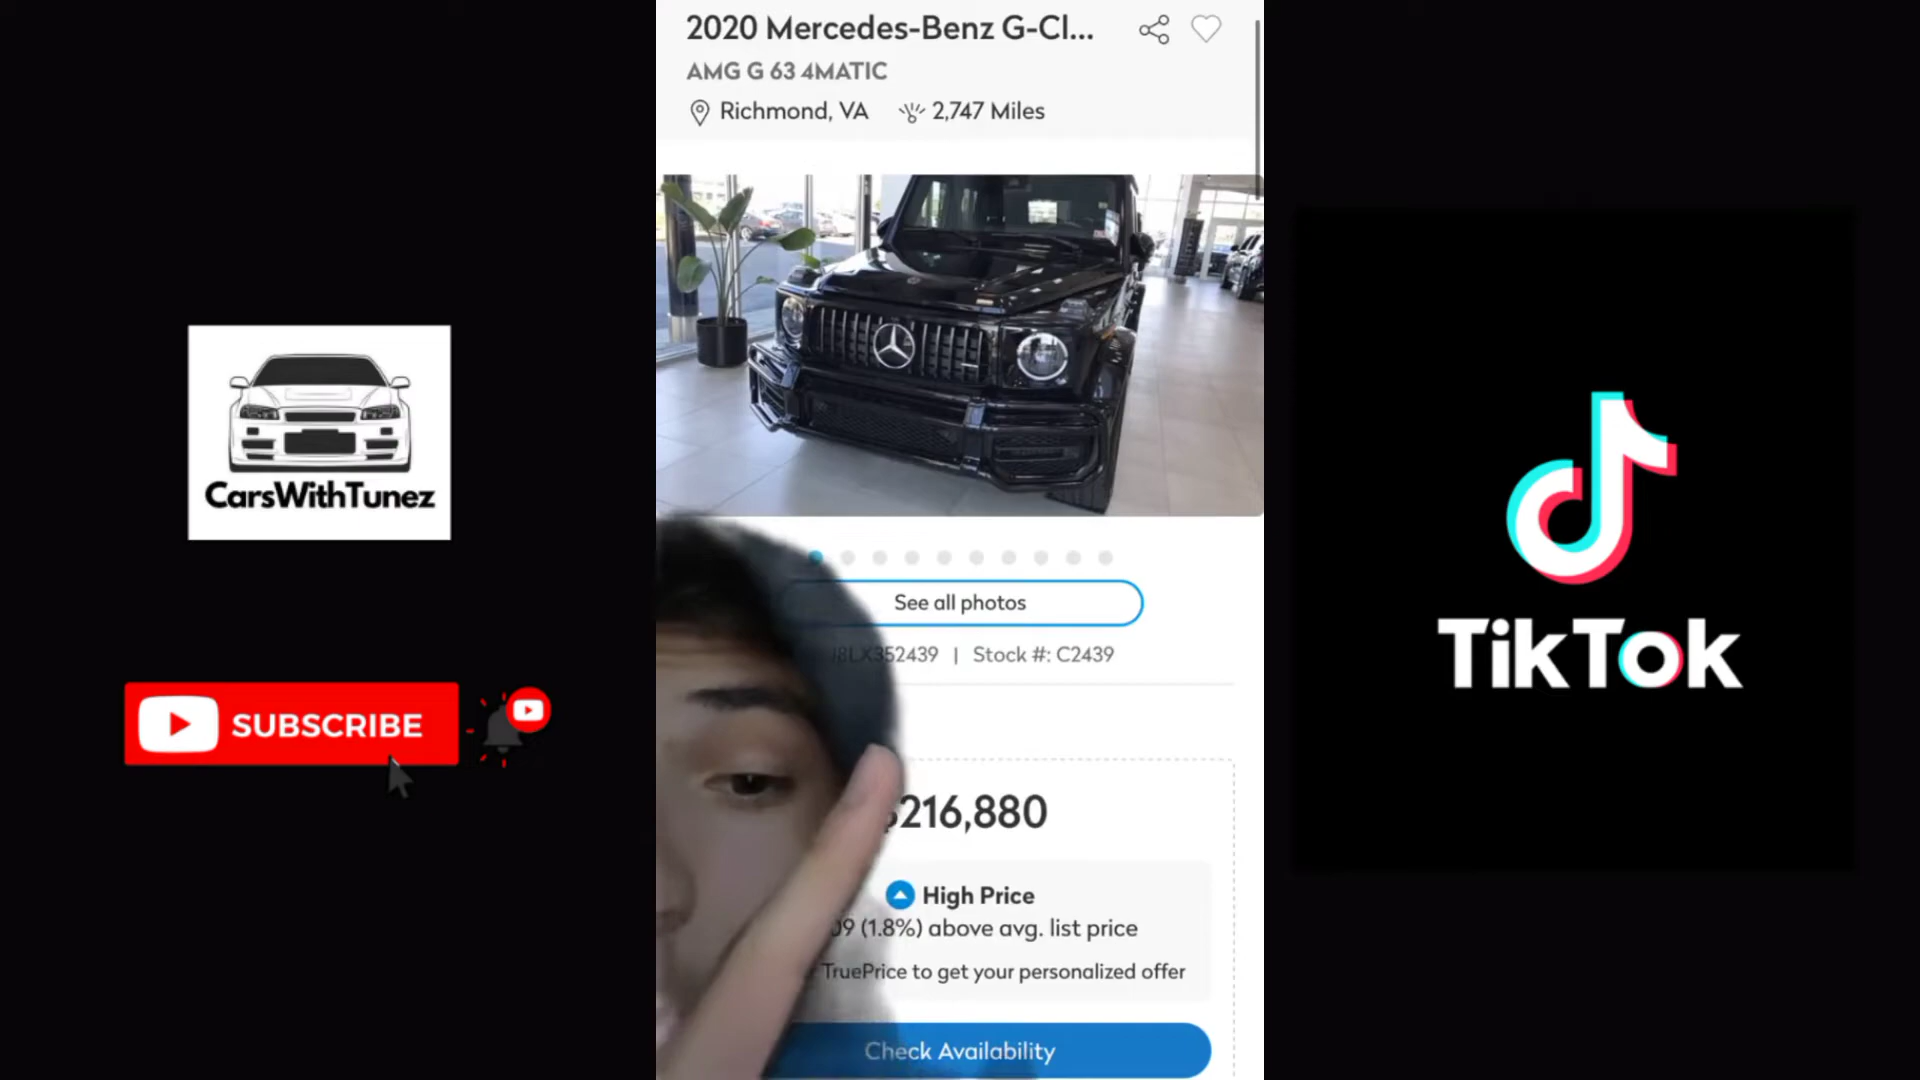 2020 Mercedes-Benz G-Cl...
AMG G 63 4MATIC
Richmond, VA 2,747 Miles
CarsWithTunez
SUBSCRIBE
See all photos
J8LX352439 | Stock #: C2439
$216,880
High Price
09 (1.8%) above avg. list price
TruePrice to get your personalized offer
Check Availability
TikTok